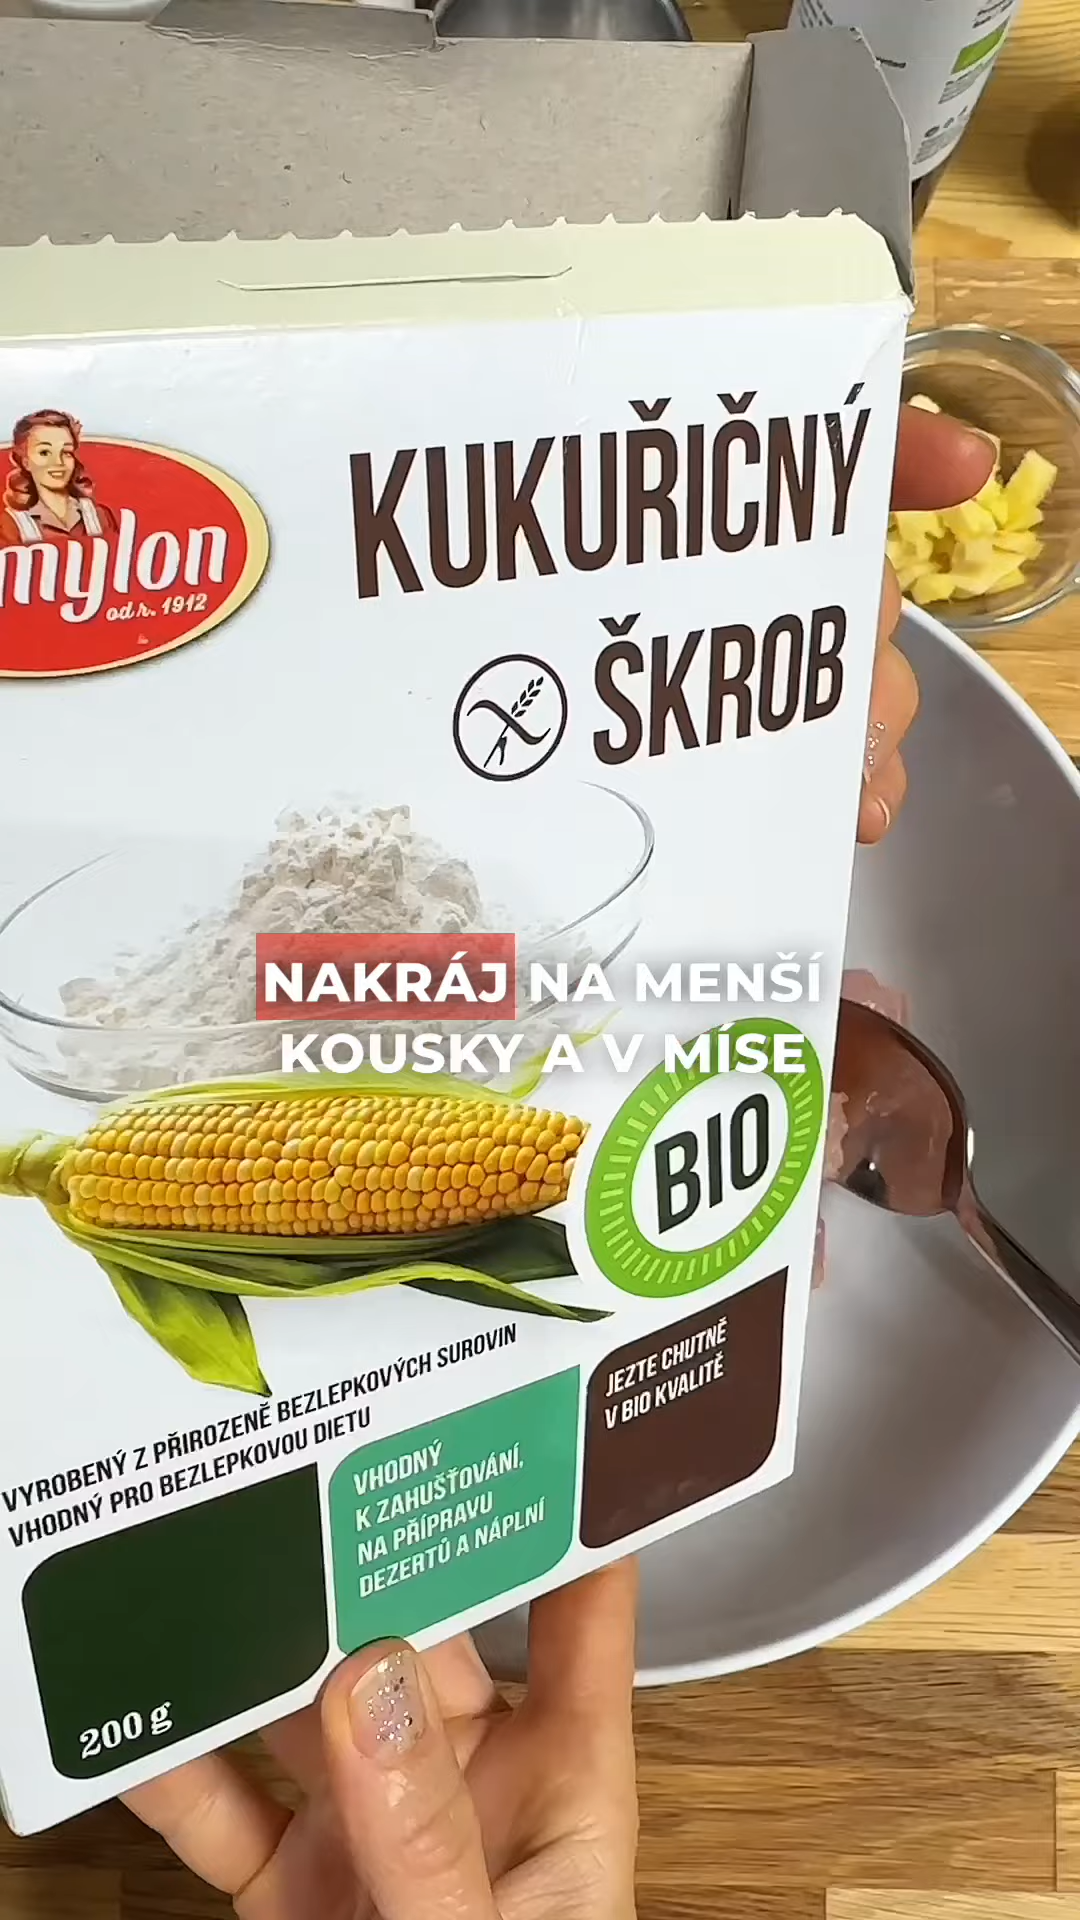 KUKUŘIČNÝ
mylon
od r. 1912
ŠKROB
NAKRÁJ NA MENŠÍ
KOUSKY A V MÍSE
BIO
VYROBENÝ Z PŘIROZENĚ BEZLEPKOVÝCH SUROVIN
VHODNÝ PRO BEZLEPKOVOU DIETU
JEZTE CHUTNĚ
V BIO KVALITĚ
VHODNÝ
K ZAHUŠŤOVÁNÍ,
NA PŘÍPRAVU
DEZERTŮ A NÁPLNÍ
200 g